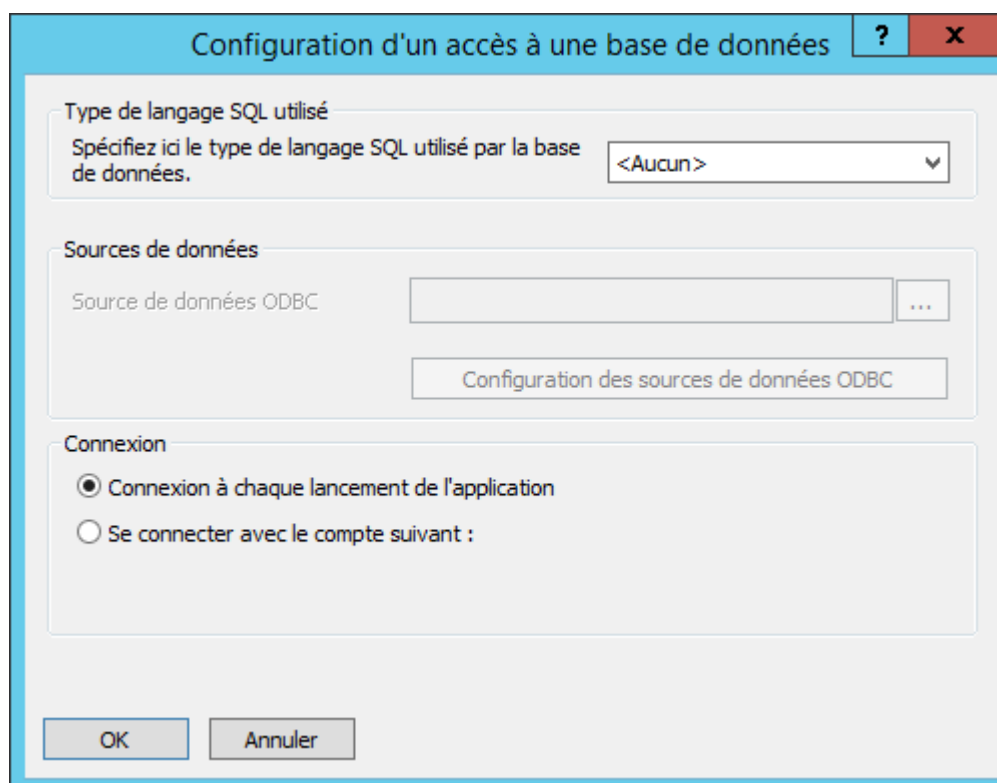 Configuration d'un accès à une base de données
?
x
Type de langage SQL utilisé
Spécifiez ici le type de langage SQL utilisé par la base
de données.
<Aucun>
Sources de données
Source de données ODBC
...
Configuration des sources de données ODBC
Connexion
Connexion à chaque lancement de l'application
Se connecter avec le compte suivant :
OK
Annuler